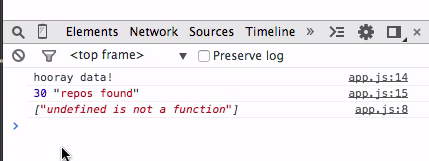 Elements Network Sources Timeline »
<top frame> ▼ Preserve log
hooray data! app.js:14
30 "repos found" app.js:15
["undefined is not a function"] app.js:8